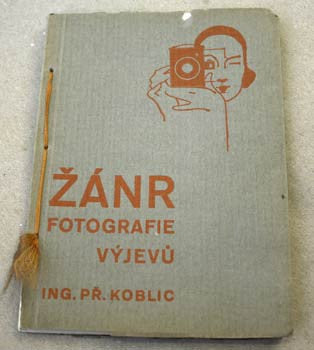 ŽÁNR
FOTOGRAFIE
VÝJEVŮ
ING. PŘ. KOBLIC